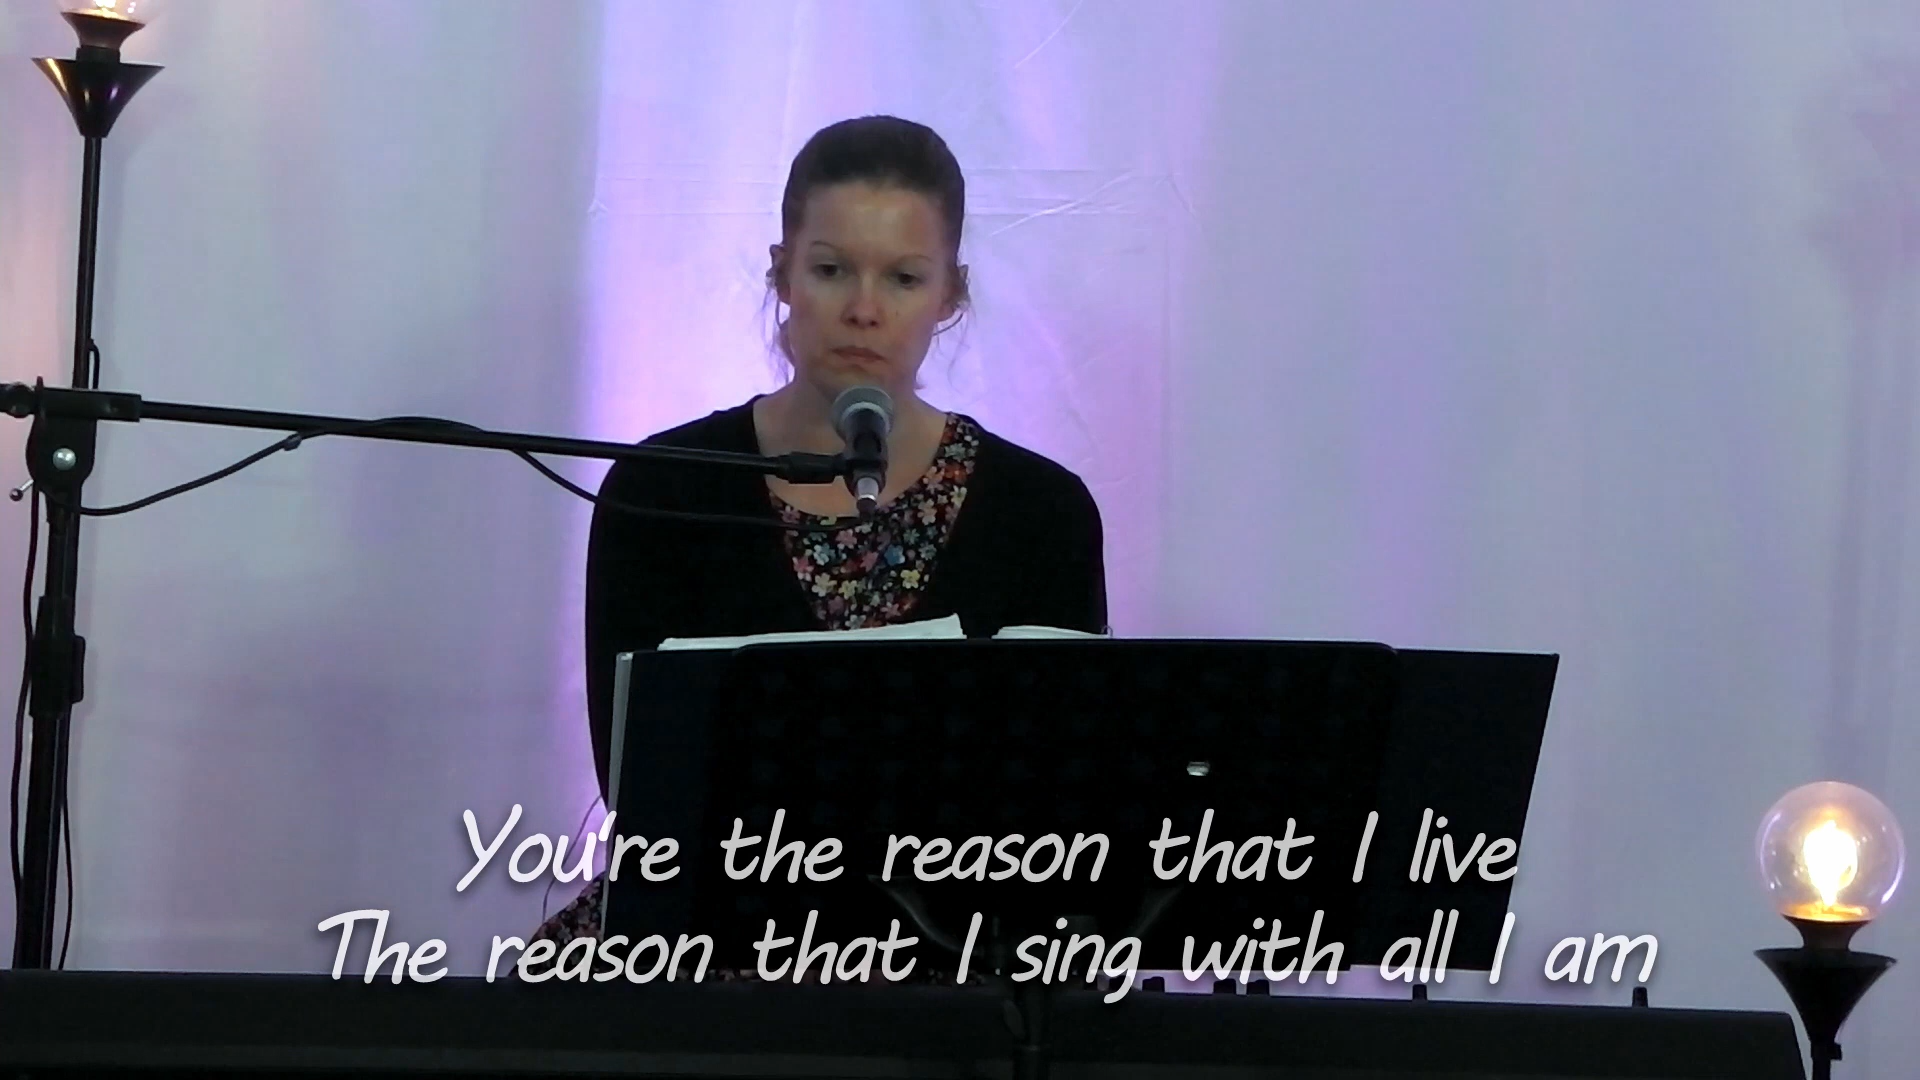 You're the reason that I live
The reason that I sing with all I am